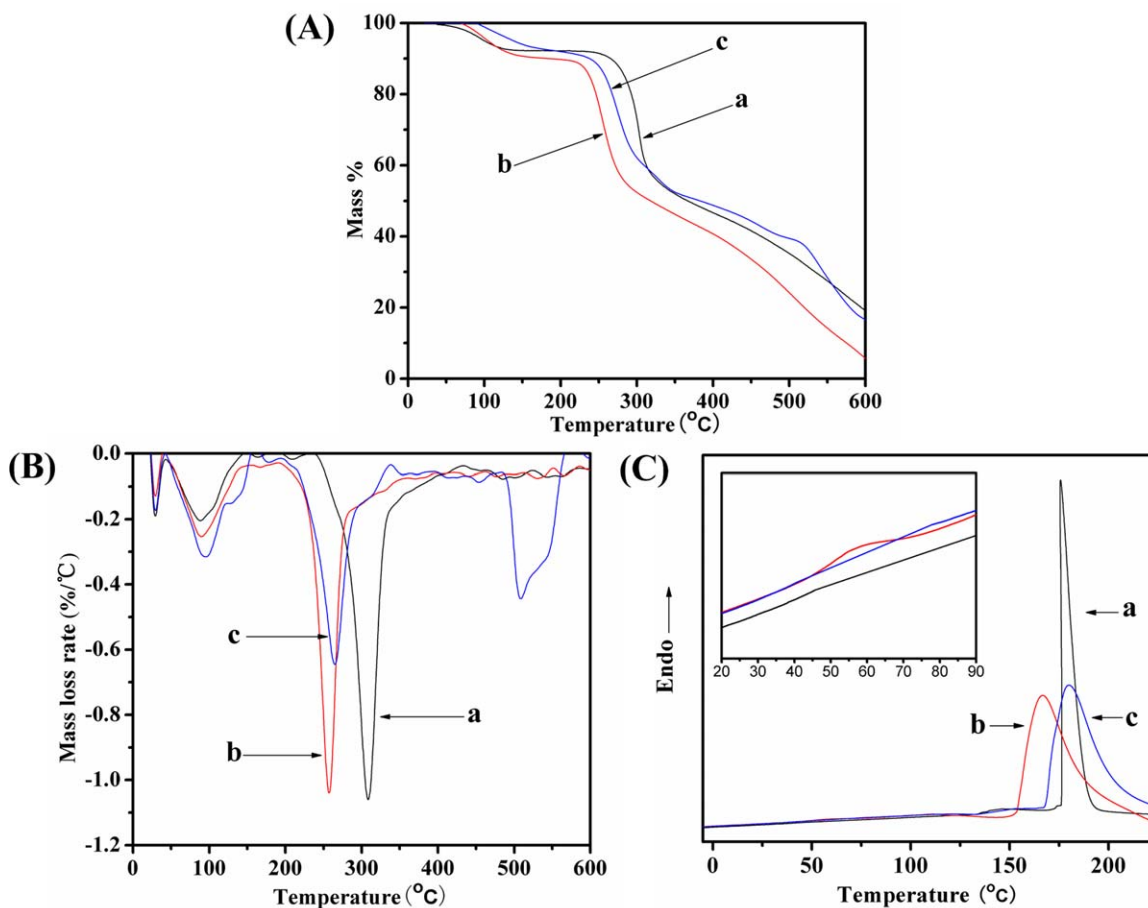 (A)
100
80
60
40
20
0
Mass %
c
a
b
0 100 200 300 400 500 600
Temperature(°C)
(B)
0.0
-0.2
-0.4
-0.6
-0.8
-1.0
-1.2
Mass loss rate (%/℃)
c
b
a
0 100 200 300 400 500 600
Temperature(°C)
(C)
Endo
20 30 40 50 60 70 80 90
a
b
c
0 50 100 150 200
Temperature (°C)